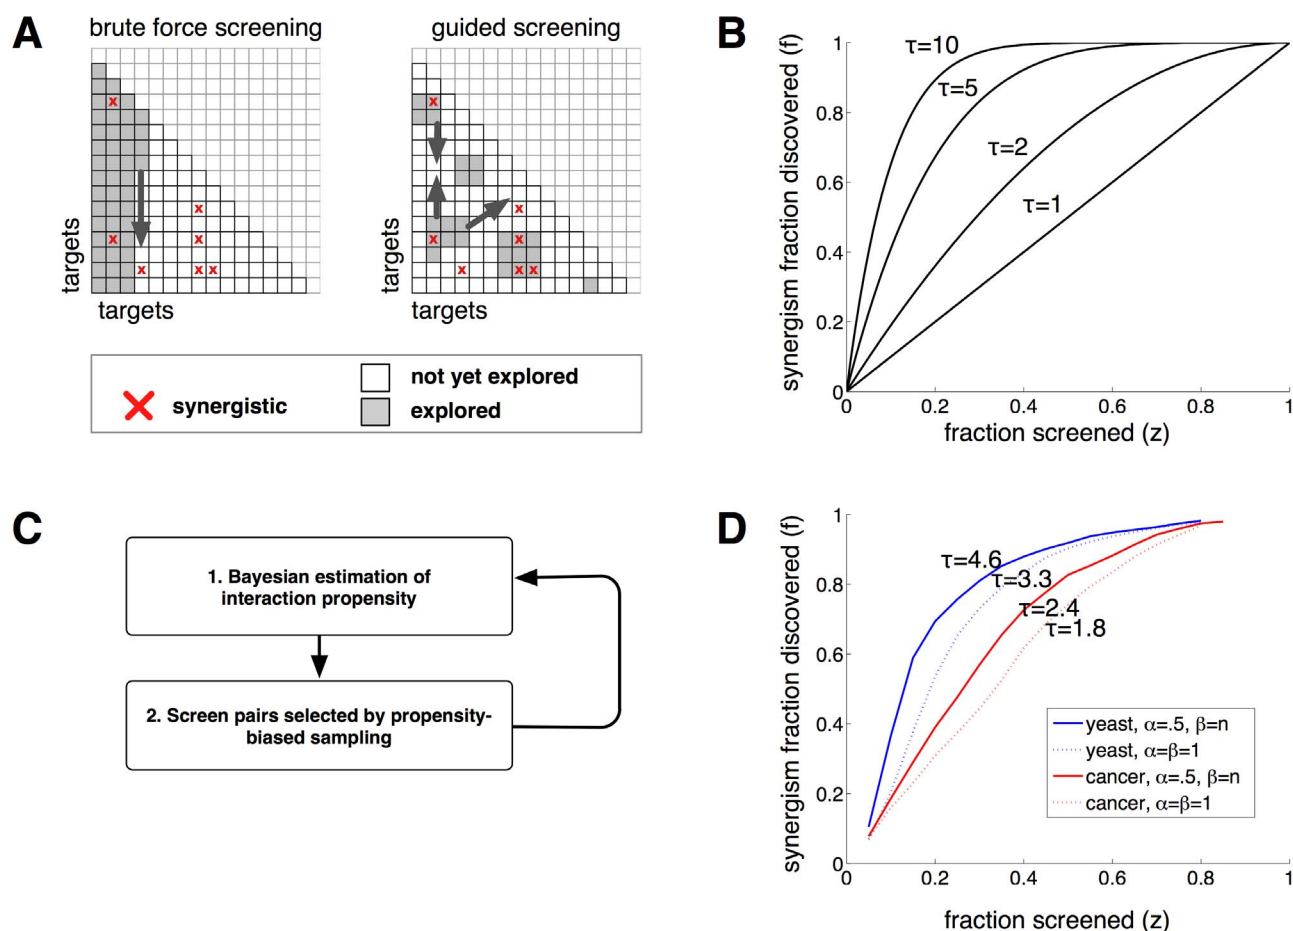 A
brute force screening
guided screening
x
x
x
x
x
x
x
targets
targets
x
x
x
x
x
x
x
targets
targets
synergistic
not yet explored
explored
B
synergism fraction discovered (f)
1
0.8
0.6
0.4
0.2
0
τ=10
τ=5
τ=2
τ=1
0
0.2
0.4
0.6
0.8
1
fraction screened (z)
C
1. Bayesian estimation of
interaction propensity
2. Screen pairs selected by propensity-
biased sampling
D
synergism fraction discovered (f)
1
0.8
0.6
0.4
0.2
0
τ=4.6
τ=3.3
τ=2.4
τ=1.8
yeast, α=.5, β=n
yeast, α=β=1
cancer, α=.5, β=n
cancer, α=β=1
0
0.2
0.4
0.6
0.8
1
fraction screened (z)